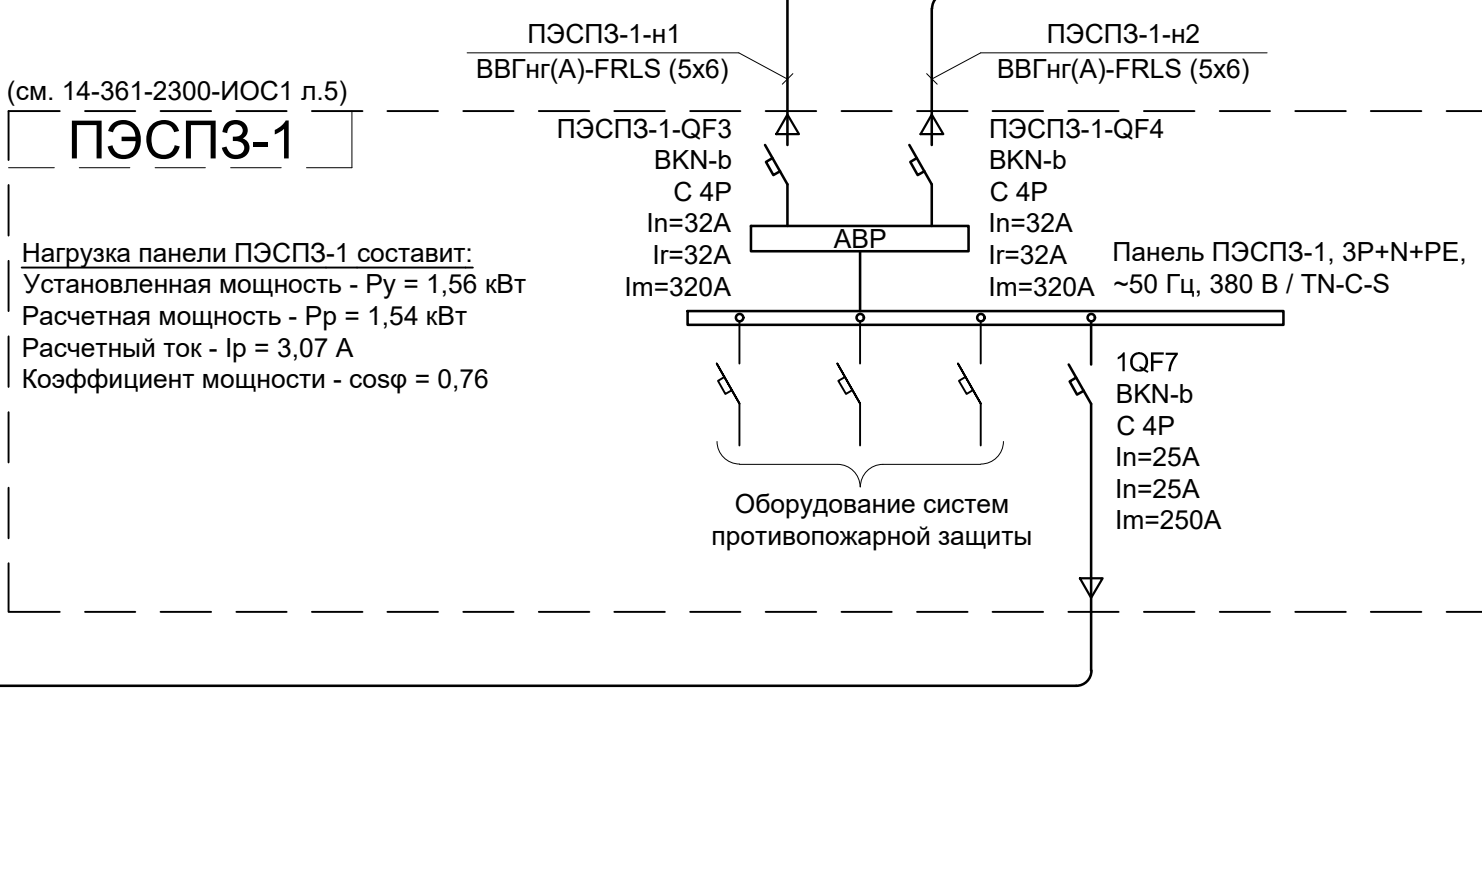 ПЭСПЗ-1-н1
ВВГнг(А)-FRLS (5х6)
ПЭСПЗ-1-н2
ВВГнг(А)-FRLS (5х6)
(см. 14-361-2300-ИОС1 л.5)
ПЭСПЗ-1
ПЭСПЗ-1-QF3
BKN-b
C 4P
In=32A
Ir=32A
Im=320A
ПЭСПЗ-1-QF4
BKN-b
C 4P
In=32A
Ir=32A
Im=320A
АВР
Панель ПЭСПЗ-1, 3P+N+PE,
~50 Гц, 380 В / TN-C-S
Нагрузка панели ПЭСПЗ-1 составит:
Установленная мощность - Ру = 1,56 кВт
Расчетная мощность - Рр = 1,54 кВт
Расчетный ток - Iр = 3,07 А
Коэффициент мощности - cosφ = 0,76
1QF7
BKN-b
C 4P
In=25A
In=25A
Im=250A
Оборудование систем
противопожарной защиты